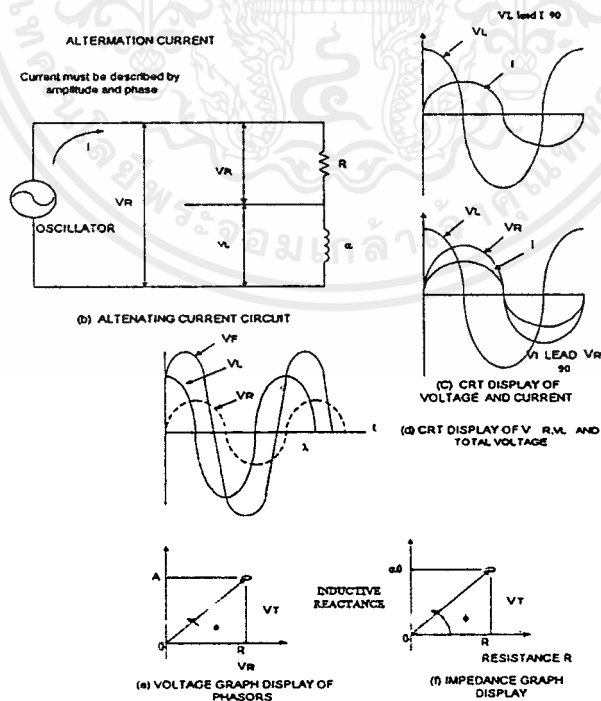 VL lead I 90
VL
I
ALTERMATION CURRENT
Current must be described by
amplitude and phase
I
VR
VR
R
OSCILLATOR
VL
α
(b) ALTENATING CURRENT CIRCUIT
VL
VR
I
V1 LEAD VR
90
(C) CRT DISPLAY OF
VOLTAGE AND CURRENT
(d) CRT DISPLAY OF V R.VL AND
TOTAL VOLTAGE
VF
VL
VR
t
λ
A
VT
0
R
VR
(e) VOLTAGE GRAPH DISPLAY OF
PHASORS
INDUCTIVE
REACTANCE
VT
0
ϕ
R
RESISTANCE R
(f) IMPEDANCE GRAPH
DISPLAY